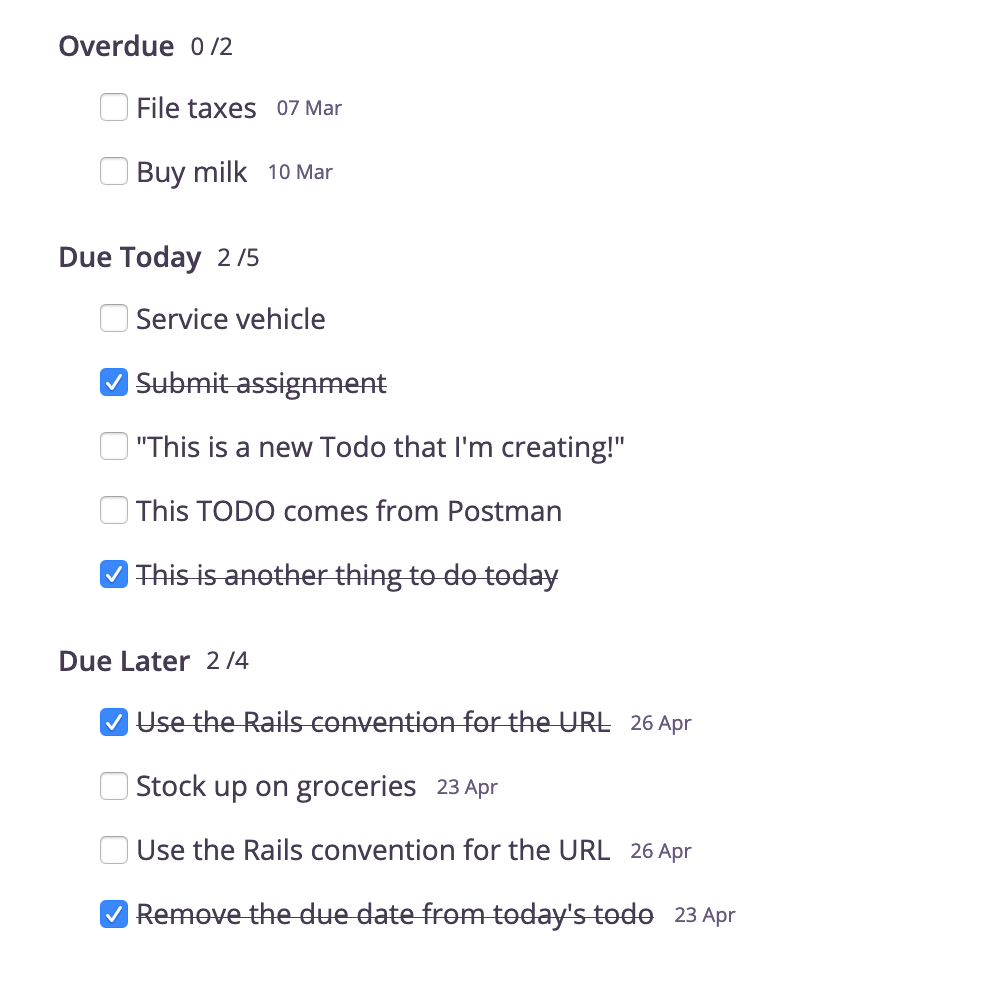 Overdue 0 /2
File taxes 07 Mar
Buy milk 10 Mar
Due Today 2 /5
Service vehicle
Submit assignment
"This is a new Todo that I'm creating!"
This TODO comes from Postman
This is another thing to do today
Due Later 2 /4
Use the Rails convention for the URL 26 Apr
Stock up on groceries 23 Apr
Use the Rails convention for the URL 26 Apr
Remove the due date from today's todo 23 Apr